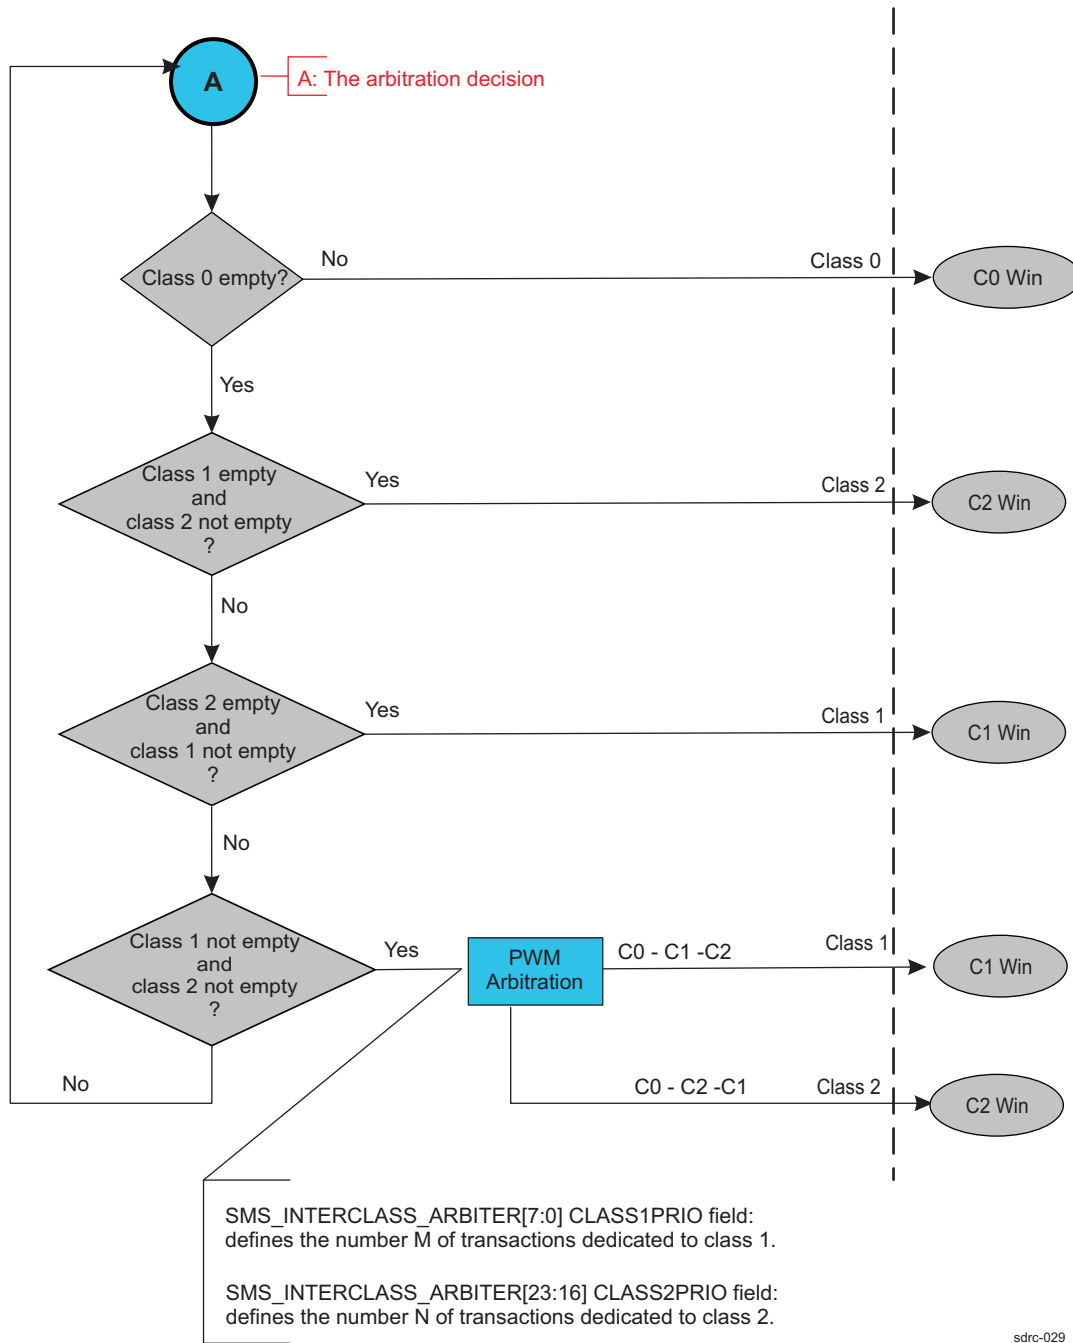 A
A: The arbitration decision
Class 0 empty?
No
Class 0
C0 Win
Yes
Class 1 empty
and
class 2 not empty
?
Yes
Class 2
C2 Win
No
Class 2 empty
and
class 1 not empty
?
Yes
Class 1
C1 Win
No
Class 1 not empty
and
class 2 not empty
?
Yes
PWM
Arbitration
C0 - C1 -C2
Class 1
C1 Win
No
C0 - C2 -C1
Class 2
C2 Win
SMS_INTERCLASS_ARBITER[7:0] CLASS1PRIO field:
defines the number M of transactions dedicated to class 1.
SMS_INTERCLASS_ARBITER[23:16] CLASS2PRIO field:
defines the number N of transactions dedicated to class 2.
sdrc-029